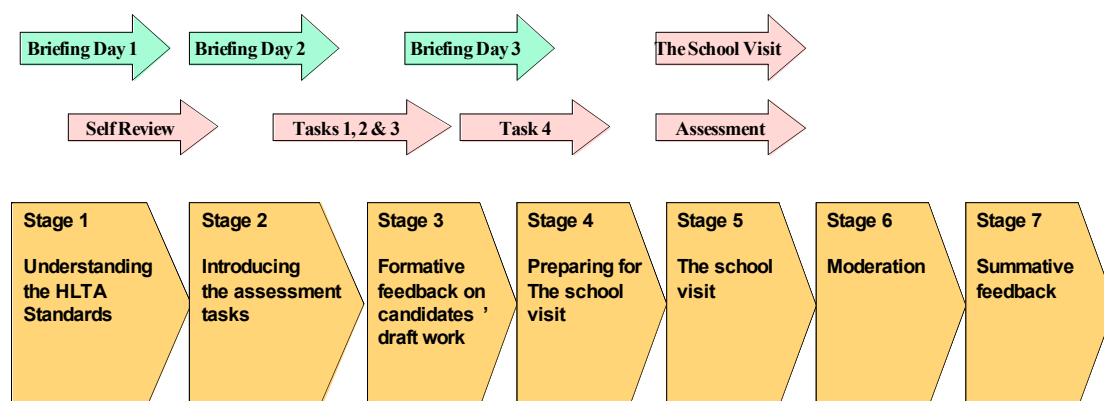 Briefing Day 1
Briefing Day 2
Briefing Day 3
The School Visit
Self Review
Tasks 1, 2 & 3
Task 4
Assessment
Stage 1
Understanding
the HLTA
Standards
Stage 2
Introducing
the assessment
tasks
Stage 3
Formative
feedback on
candidates ’
draft work
Stage 4
Preparing for
The school
visit
Stage 5
The school
visit
Stage 6
Moderation
Stage 7
Summative
feedback